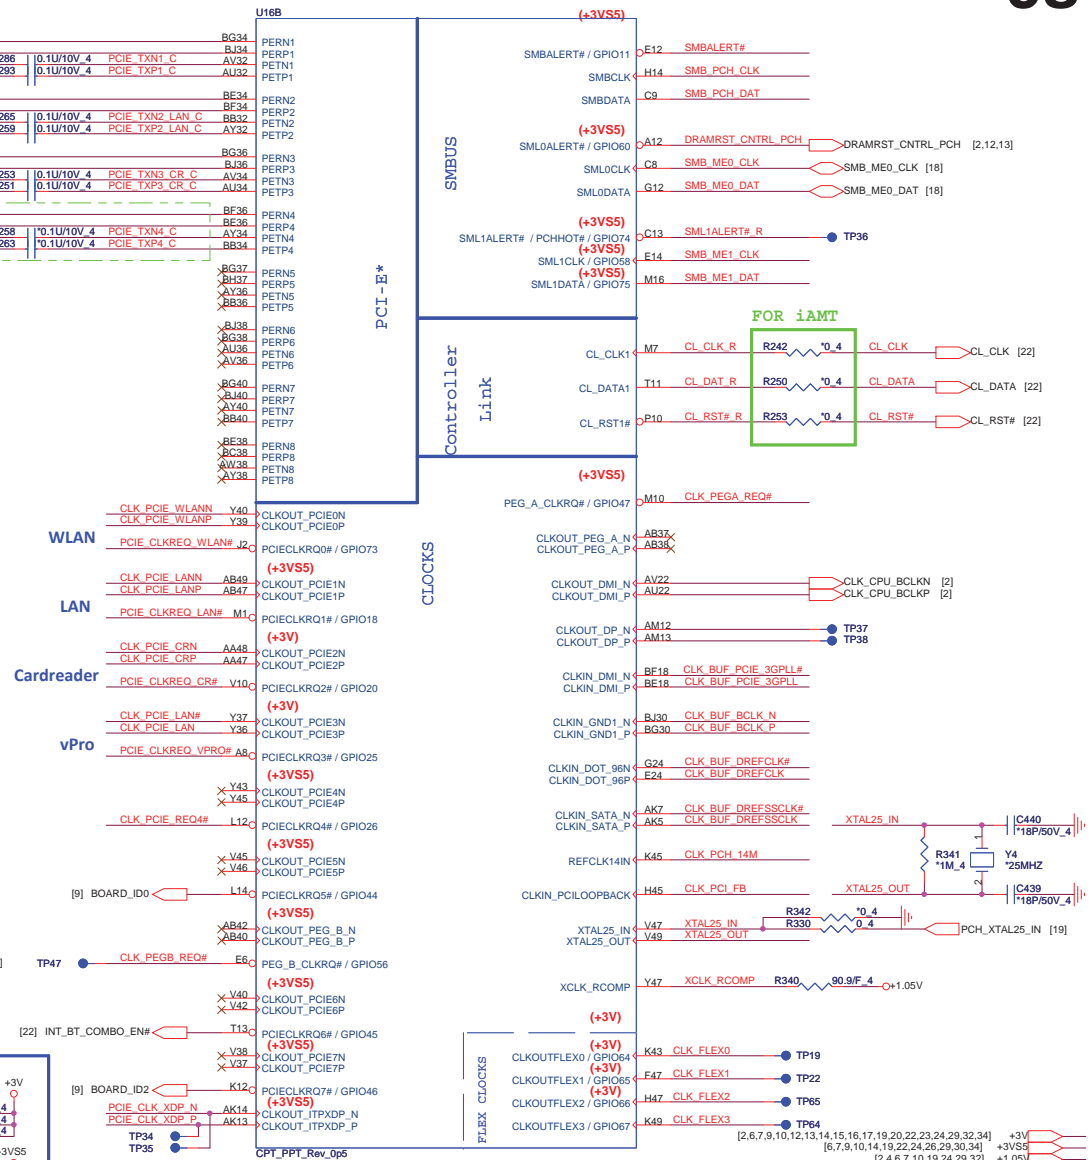 U16B
(+3VS5)
BG34 PERN1
BJ34 PERP1
286 0.1U/10V_4 PCIE_TXN1_C AV32 PETN1
293 0.1U/10V_4 PCIE_TXP1_C AU32 PETP1
BE34 PERN2
BF34 PERP2
265 0.1U/10V_4 PCIE_TXN2_LAN_C BB32 PETN2
259 0.1U/10V_4 PCIE_TXP2_LAN_C AY32 PETP2
BG36 PERN3
BJ36 PERP3
253 0.1U/10V_4 PCIE_TXN3_CR_C AV34 PETN3
251 0.1U/10V_4 PCIE_TXP3_CR_C AU34 PETP3
BF36 PERN4
BE36 PERP4
258 *0.1U/10V_4 PCIE_TXN4_C AY34 PETN4
263 *0.1U/10V_4 PCIE_TXP4_C BB34 PETP4
BG37 PERN5
BH37 PERP5
AY36 PETN5
BB36 PETP5
BJ38 PERN6
BG38 PERP6
AU36 PETN6
AV36 PETP6
BG40 PERN7
BJ40 PERP7
AY40 PETN7
BB40 PETP7
BE38 PERN8
BC38 PERP8
AW38 PETN8
AY38 PETP8
PCI-E*
SMBUS
SMBALERT# / GPIO11 E12 SMBALERT#
SMBCLK H14 SMB_PCH_CLK
SMBDATA C9 SMB_PCH_DAT
(+3VS5)
SML0ALERT# / GPIO60 A12 DRAMRST_CNTRL_PCH DRAMRST_CNTRL_PCH [2,12,13]
SML0CLK C8 SMB_ME0_CLK SMB_ME0_CLK [18]
SML0DATA G12 SMB_ME0_DAT SMB_ME0_DAT [18]
(+3VS5)
SML1ALERT# / PCHHOT# / GPIO74 C13 SML1ALERT#_R TP36
(+3VS5)
SML1CLK / GPIO58 E14 SMB_ME1_CLK
(+3VS5)
SML1DATA / GPIO75 M16 SMB_ME1_DAT
Controller
Link
FOR iAMT
CL_CLK1 M7 CL_CLK_R R242 *0_4 CL_CLK CL_CLK [22]
CL_DATA1 T11 CL_DAT_R R250 *0_4 CL_DATA CL_DATA [22]
CL_RST1# P10 CL_RST#_R R253 *0_4 CL_RST# CL_RST# [22]
(+3VS5)
PEG_A_CLKRQ# / GPIO47 M10 CLK_PEGA_REQ#
CLKOUT_PEG_A_N AB37
CLKOUT_PEG_A_P AB38
CLKOUT_DMI_N AV22 CLK_CPU_BCLKN [2]
CLKOUT_DMI_P AU22 CLK_CPU_BCLKP [2]
CLKOUT_DP_N AM12 TP37
CLKOUT_DP_P AM13 TP38
CLKIN_DMI_N BF18 CLK_BUF_PCIE_3GPLL#
CLKIN_DMI_P BE18 CLK_BUF_PCIE_3GPLL
CLKIN_GND1_N BJ30 CLK_BUF_BCLK_N
CLKIN_GND1_P BG30 CLK_BUF_BCLK_P
CLKIN_DOT_96N G24 CLK_BUF_DREFCLK#
CLKIN_DOT_96P E24 CLK_BUF_DREFCLK
CLKIN_SATA_N AK7 CLK_BUF_DREFSSCLK#
CLKIN_SATA_P AK5 CLK_BUF_DREFSSCLK
REFCLK14IN K45 CLK_PCH_14M
CLKIN_PCILOOPBACK H45 CLK_PCI_FB
XTAL25_IN V47 XTAL25_IN
XTAL25_OUT V49 XTAL25_OUT
R342 *0_4
R330 0_4
PCH_XTAL25_IN [19]
XTAL25_IN C440 *18P/50V_4
R341 *1M_4
1
Y4 *25MHZ
2
XTAL25_OUT C439 *18P/50V_4
XCLK_RCOMP Y47 XCLK_RCOMP R340 90.9/F_4 +1.05V
(+3V)
FLEX CLOCKS
(+3V)
CLKOUTFLEX0 / GPIO64 K43 CLK_FLEX0 TP19
(+3V)
CLKOUTFLEX1 / GPIO65 F47 CLK_FLEX1 TP22
(+3V)
CLKOUTFLEX2 / GPIO66 H47 CLK_FLEX2 TP65
CLKOUTFLEX3 / GPIO67 K49 CLK_FLEX3 TP64
CLOCKS
WLAN
CLK_PCIE_WLANN Y40 CLKOUT_PCIE0N
CLK_PCIE_WLANP Y39 CLKOUT_PCIE0P
PCIE_CLKREQ_WLAN# J2 PCIECLKRQ0# / GPIO73
(+3VS5)
LAN
CLK_PCIE_LANN AB49 CLKOUT_PCIE1N
CLK_PCIE_LANP AB47 CLKOUT_PCIE1P
PCIE_CLKREQ_LAN# M1 PCIECLKRQ1# / GPIO18
(+3V)
Cardreader
CLK_PCIE_CRN AA48 CLKOUT_PCIE2N
CLK_PCIE_CRP AA47 CLKOUT_PCIE2P
PCIE_CLKREQ_CR# V10 PCIECLKRQ2# / GPIO20
(+3V)
vPro
CLK_PCIE_LAN# Y37 CLKOUT_PCIE3N
CLK_PCIE_LAN Y36 CLKOUT_PCIE3P
PCIE_CLKREQ_VPRO# A8 PCIECLKRQ3# / GPIO25
(+3VS5)
Y43 CLKOUT_PCIE4N
Y45 CLKOUT_PCIE4P
CLK_PCIE_REQ4# L12 PCIECLKRQ4# / GPIO26
(+3VS5)
V45 CLKOUT_PCIE5N
V46 CLKOUT_PCIE5P
[9] BOARD_ID0 L14 PCIECLKRQ5# / GPIO44
(+3VS5)
AB42 CLKOUT_PEG_B_N
AB40 CLKOUT_PEG_B_P
TP47 CLK_PEGB_REQ# E6 PEG_B_CLKRQ# / GPIO56
(+3VS5)
V40 CLKOUT_PCIE6N
V42 CLKOUT_PCIE6P
[22] INT_BT_COMBO_EN# T13 PCIECLKRQ6# / GPIO45
(+3VS5)
V38 CLKOUT_PCIE7N
V37 CLKOUT_PCIE7P
[9] BOARD_ID2 K12 PCIECLKRQ7# / GPIO46
(+3VS5)
PCIE_CLK_XDP_N AK14 CLKOUT_ITPXDP_N
PCIE_CLK_XDP_P AK13 CLKOUT_ITPXDP_P
TP34
TP35
CPT_PPT_Rev_0p5
+3V
+3VS5
[2,6,7,9,10,12,13,14,15,16,17,19,20,22,23,24,29,32,34] +3V
[6,7,9,10,14,19,22,24,26,29,30,34] +3VS5
[2,4,6,7,10,19,24,29,32] +1.05V